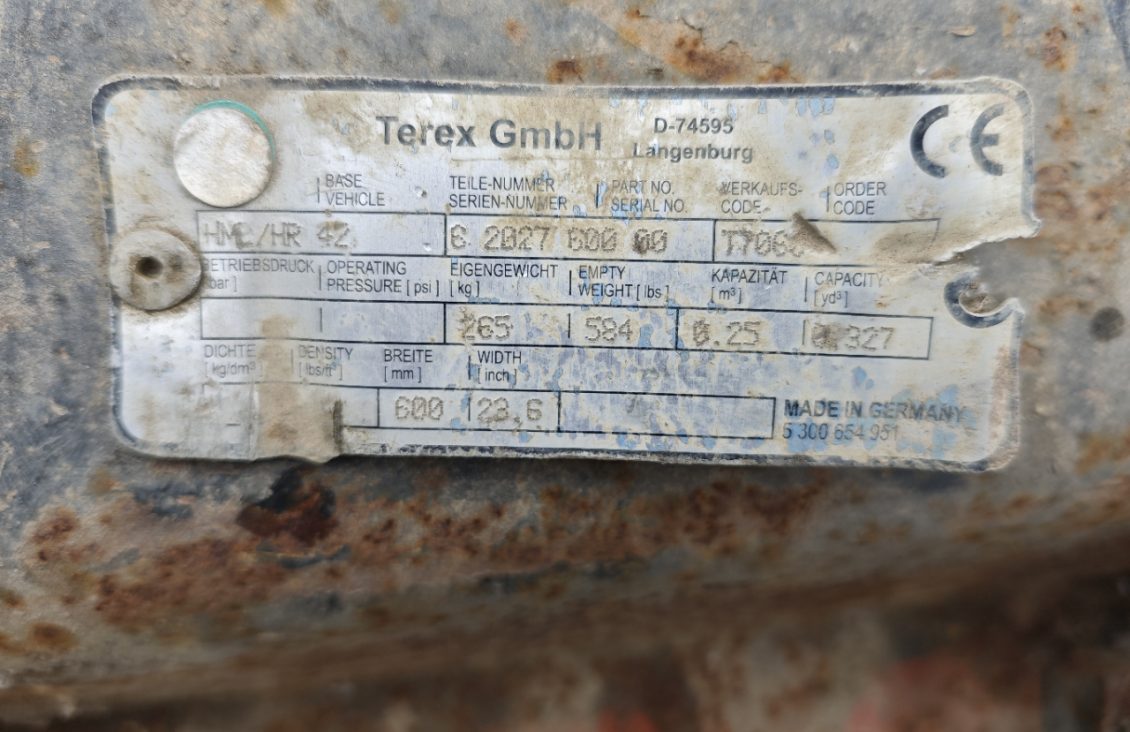 Terex GmbH D-74595
Langenburg
CE
BASE
VEHICLE
TEILE-NUMMER | PART NO.
SERIEN-NUMMER | SERIAL NO.
VERKAUFS- | ORDER
CODE | CODE
HML/HR 42
6 2027 600 00
BETRIEBSDRUCK | OPERATING
[bar] PRESSURE [psi]
EIGENGEWICHT | EMPTY
[kg] WEIGHT [lbs]
KAPAZITÄT | CAPACITY
[m³] [yd³]
265 | 584
0.25 | 0.327
DICHTE | DENSITY
[kg/dm³] [lbs/ft³]
BREITE | WIDTH
[mm] [inch]
600 | 23,6
MADE IN GERMANY
5 300 654 951